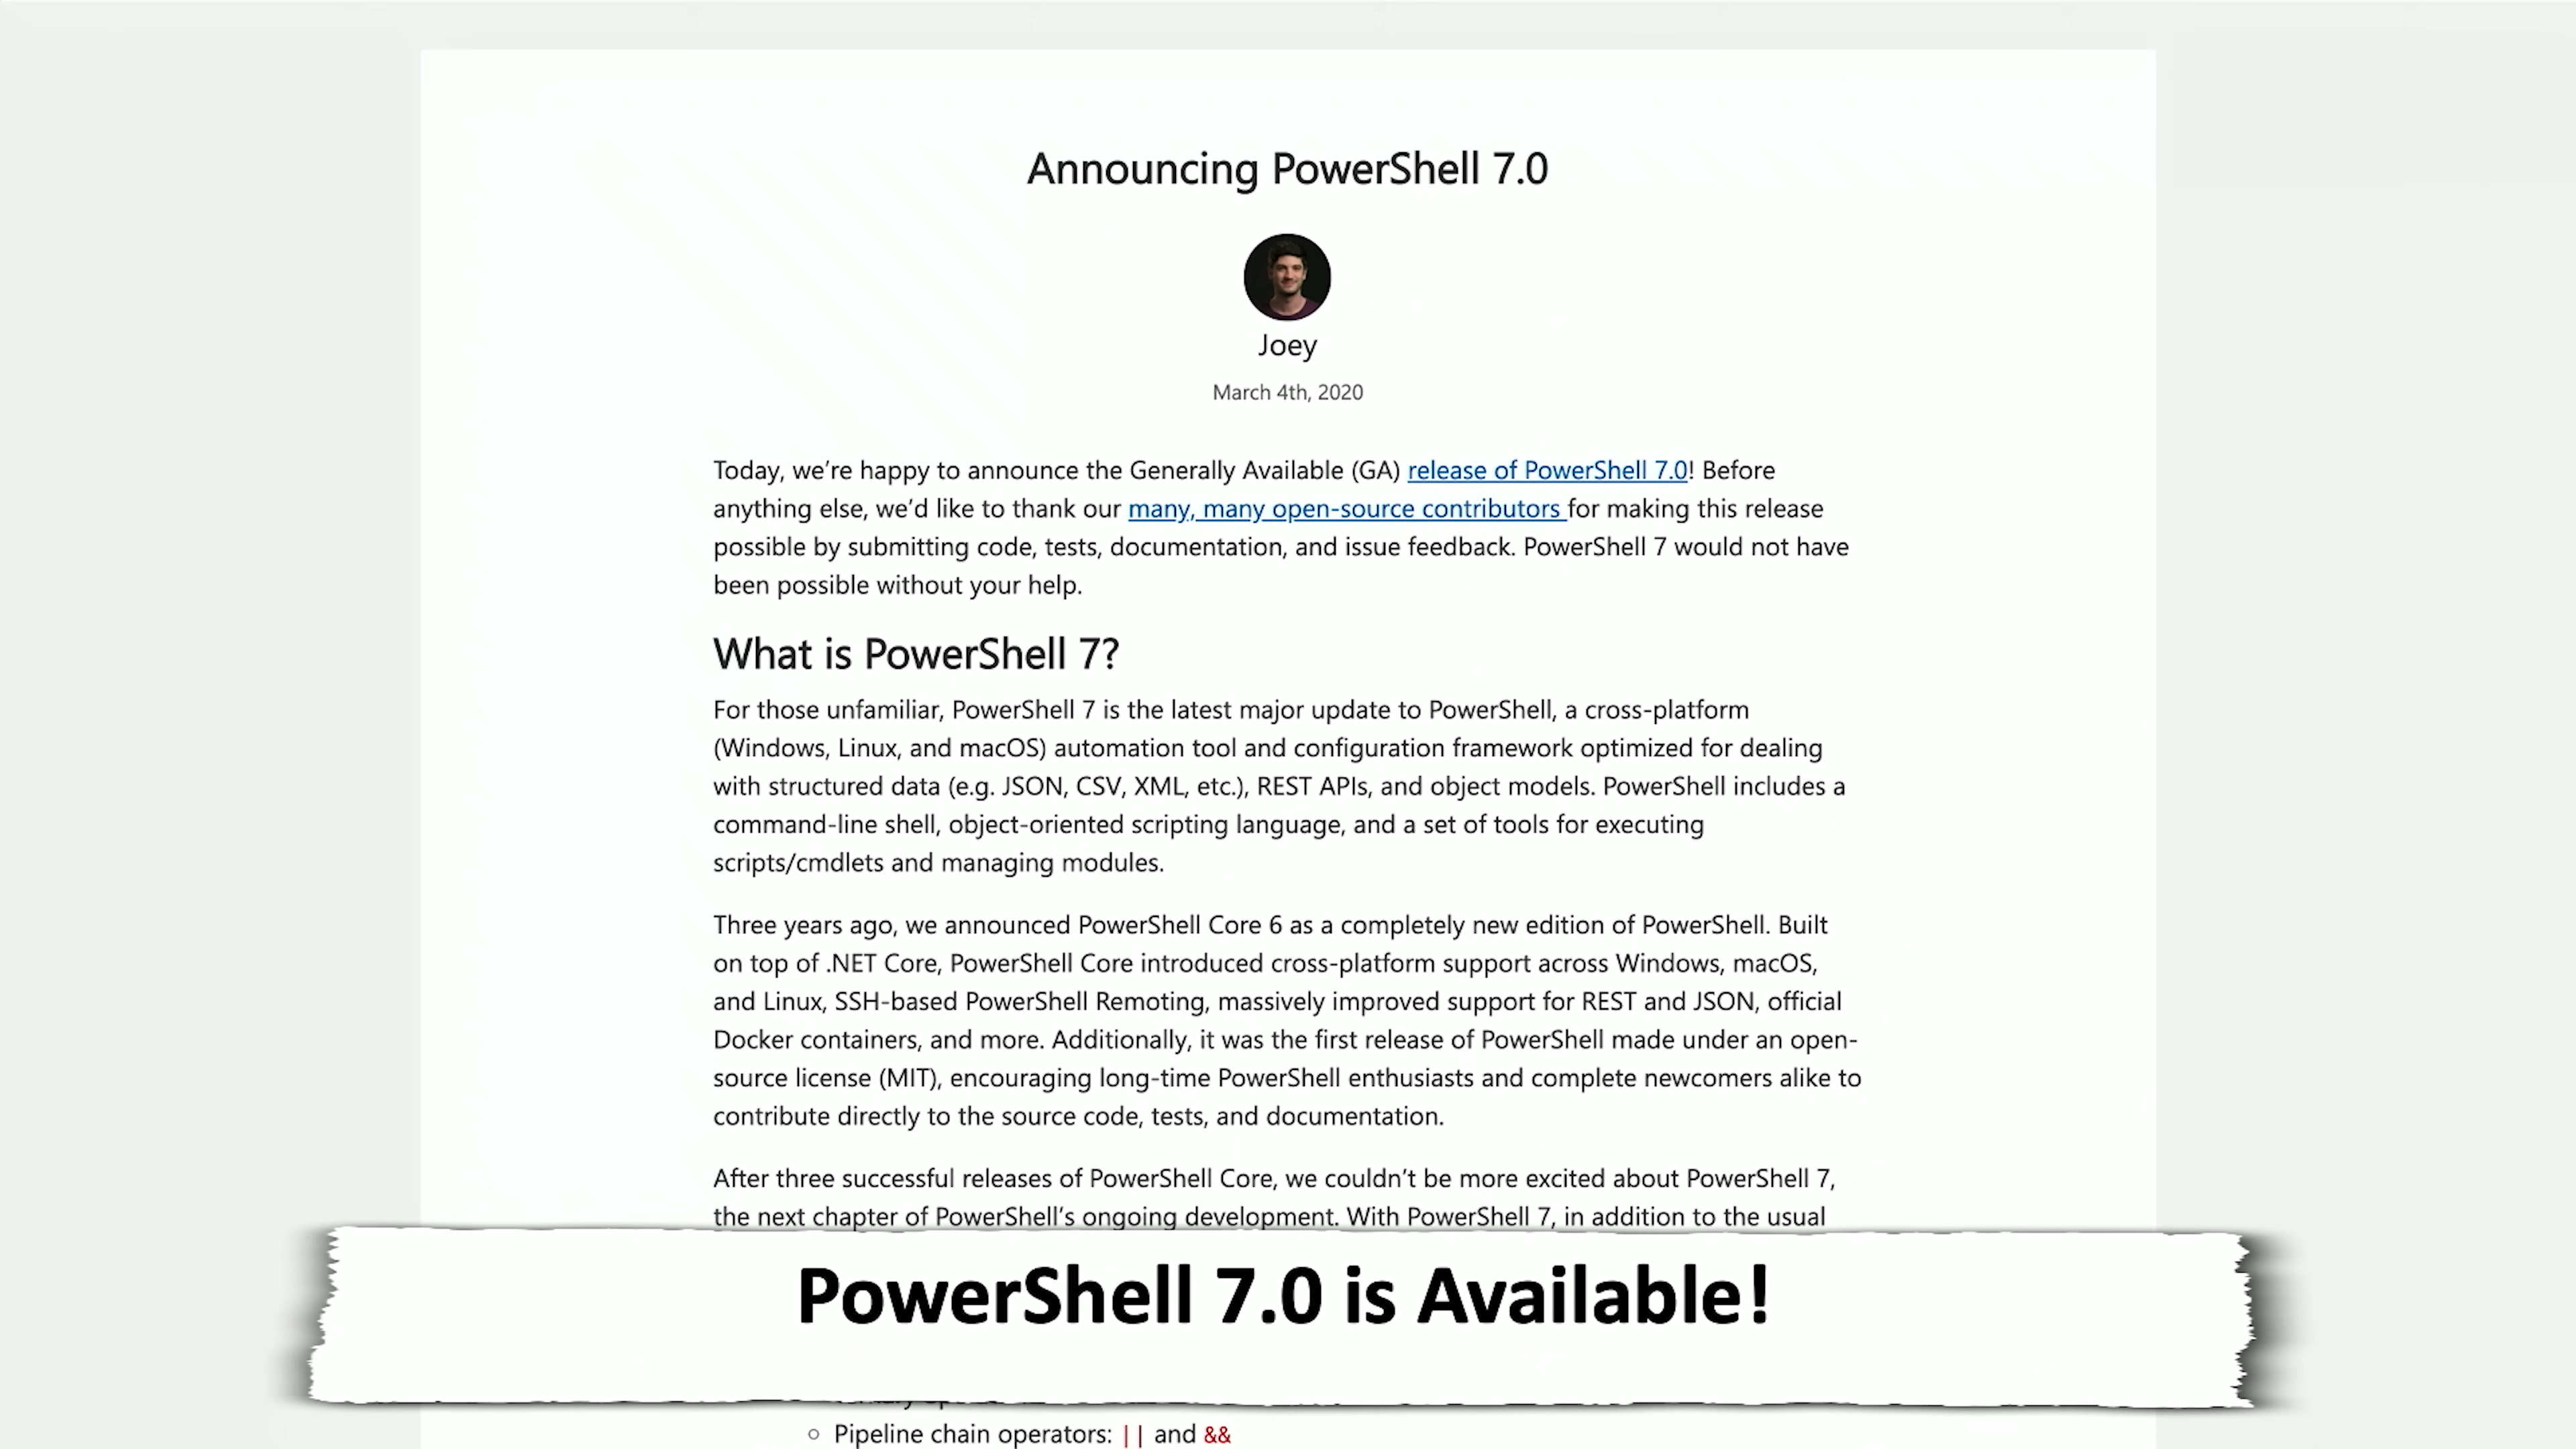 Announcing PowerShell 7.0
Joey
March 4th, 2020
Today, we’re happy to announce the Generally Available (GA) release of PowerShell 7.0! Before
anything else, we’d like to thank our many, many open-source contributors for making this release
possible by submitting code, tests, documentation, and issue feedback. PowerShell 7 would not have
been possible without your help.
What is PowerShell 7?
For those unfamiliar, PowerShell 7 is the latest major update to PowerShell, a cross-platform
(Windows, Linux, and macOS) automation tool and configuration framework optimized for dealing
with structured data (e.g. JSON, CSV, XML, etc.), REST APIs, and object models. PowerShell includes a
command-line shell, object-oriented scripting language, and a set of tools for executing
scripts/cmdlets and managing modules.
Three years ago, we announced PowerShell Core 6 as a completely new edition of PowerShell. Built
on top of .NET Core, PowerShell Core introduced cross-platform support across Windows, macOS,
and Linux, SSH-based PowerShell Remoting, massively improved support for REST and JSON, official
Docker containers, and more. Additionally, it was the first release of PowerShell made under an open-
source license (MIT), encouraging long-time PowerShell enthusiasts and complete newcomers alike to
contribute directly to the source code, tests, and documentation.
After three successful releases of PowerShell Core, we couldn’t be more excited about PowerShell 7,
the next chapter of PowerShell’s ongoing development. With PowerShell 7, in addition to the usual
PowerShell 7.0 is Available!
○ Pipeline chain operators: || and &&